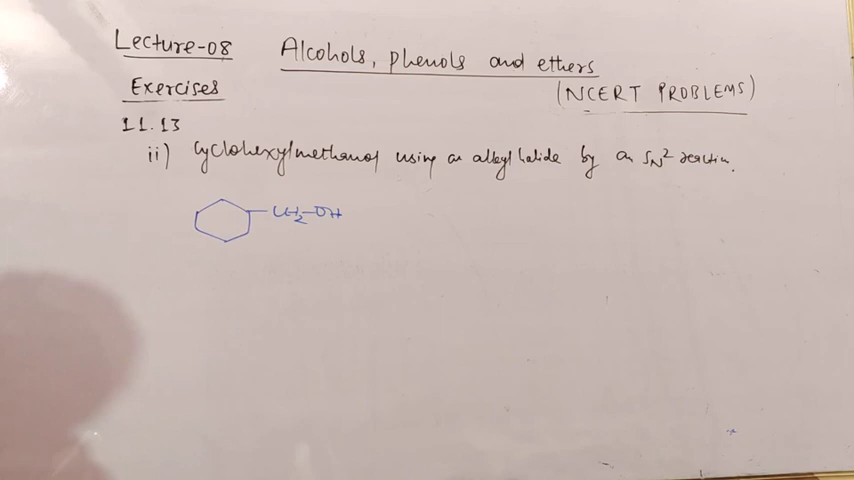 Lecture-08
Alcohols, phenols and ethers
Exercises
(NCERT PROBLEMS)
11.13
ii) Cyclohexylmethanol using an alkyl halide by an SN2 reaction.
CH2-OH